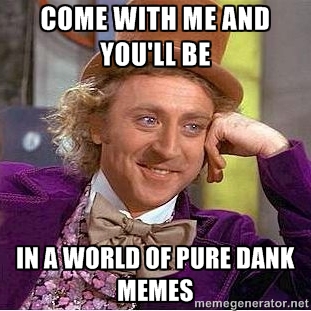 COME WITH ME AND
YOU'LL BE
IN A WORLD OF PURE DANK
MEMES
memegenerator.net